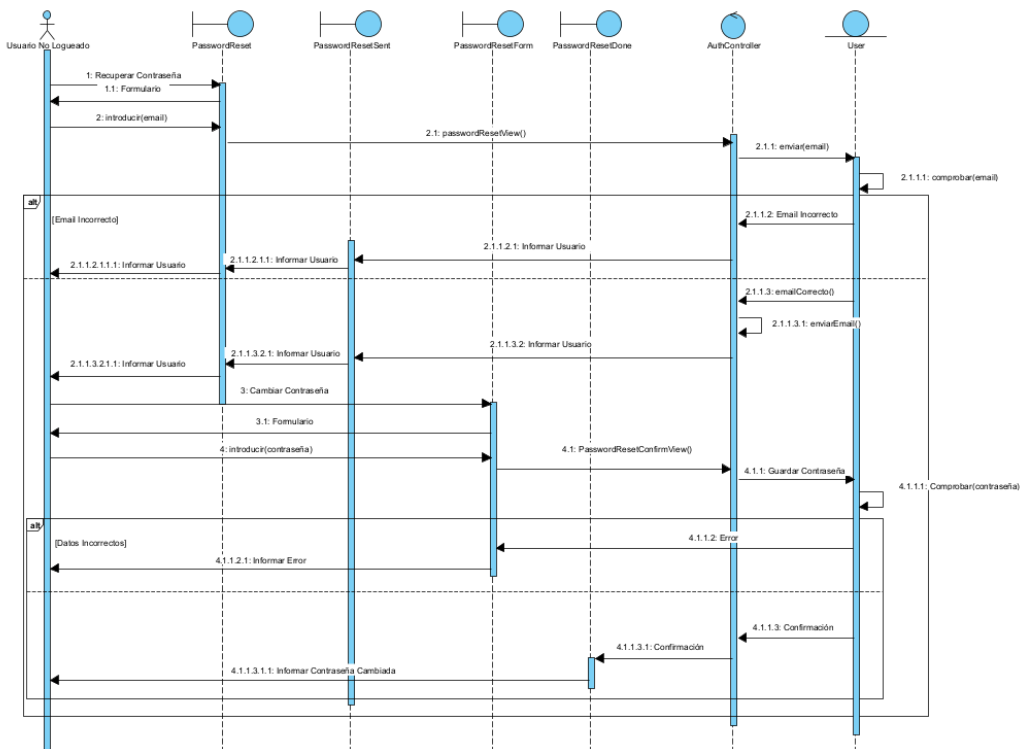 Usuario No Logueado
PasswordReset
PasswordResetSent
PasswordResetForm
PasswordResetDone
AuthController
User
1: Recuperar Contraseña
1.1: Formulario
2: introducir(email)
2.1: passwordResetView()
2.1.1: enviar(email)
2.1.1.1: comprobar(email)
alt
[Email Incorrecto]
2.1.1.2: Email Incorrecto
2.1.1.2.1: Informar Usuario
2.1.1.2.1.1: Informar Usuario
2.1.1.2.1.1.1: Informar Usuario
2.1.1.3: emailCorrecto()
2.1.1.3.1: enviarEmail()
2.1.1.3.2: Informar Usuario
2.1.1.3.2.1: Informar Usuario
2.1.1.3.2.1.1: Informar Usuario
3: Cambiar Contraseña
3.1: Formulario
4: introducir(contraseña)
4.1: PasswordResetConfirmView()
4.1.1: Guardar Contraseña
4.1.1.1: Comprobar(contraseña)
alt
[Datos Incorrectos]
4.1.1.2: Error
4.1.1.2.1: Informar Error
4.1.1.3: Confirmación
4.1.1.3.1: Confirmación
4.1.1.3.1.1: Informar Contraseña Cambiada